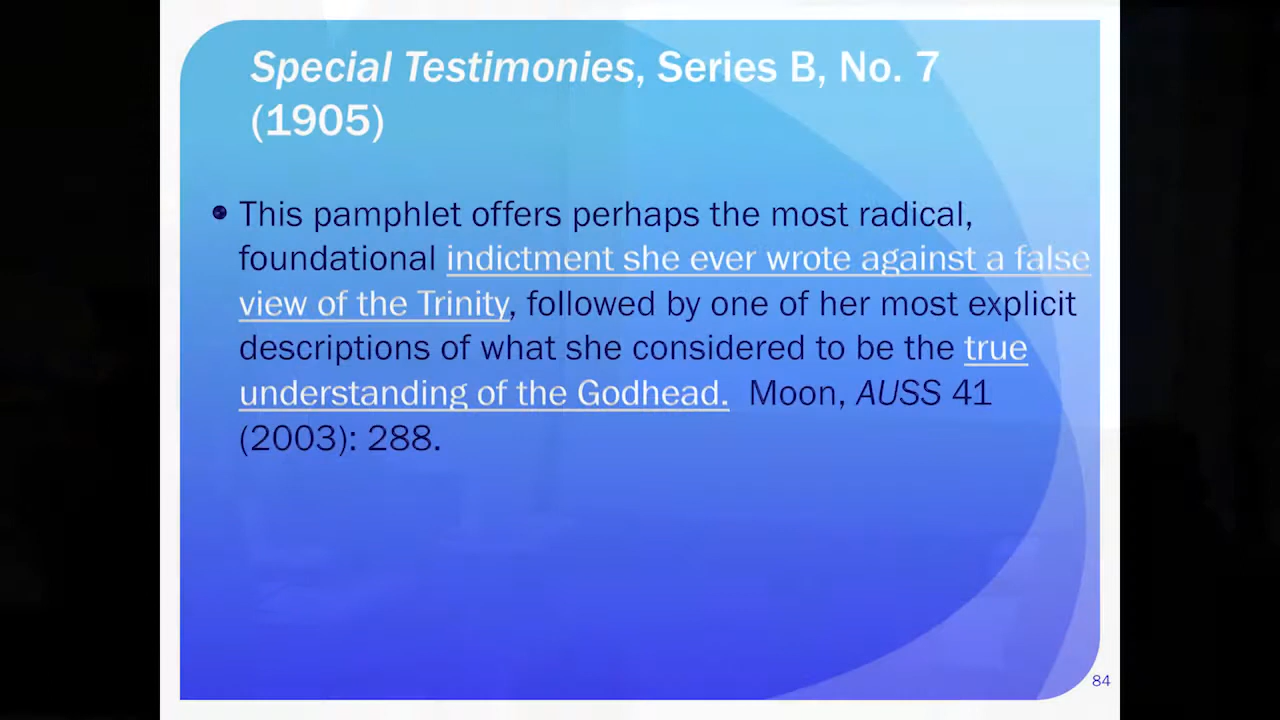 Special Testimonies, Series B, No. 7
(1905)
This pamphlet offers perhaps the most radical,
foundational indictment she ever wrote against a false
view of the Trinity, followed by one of her most explicit
descriptions of what she considered to be the true
understanding of the Godhead. Moon, AUSS 41
(2003): 288.
84